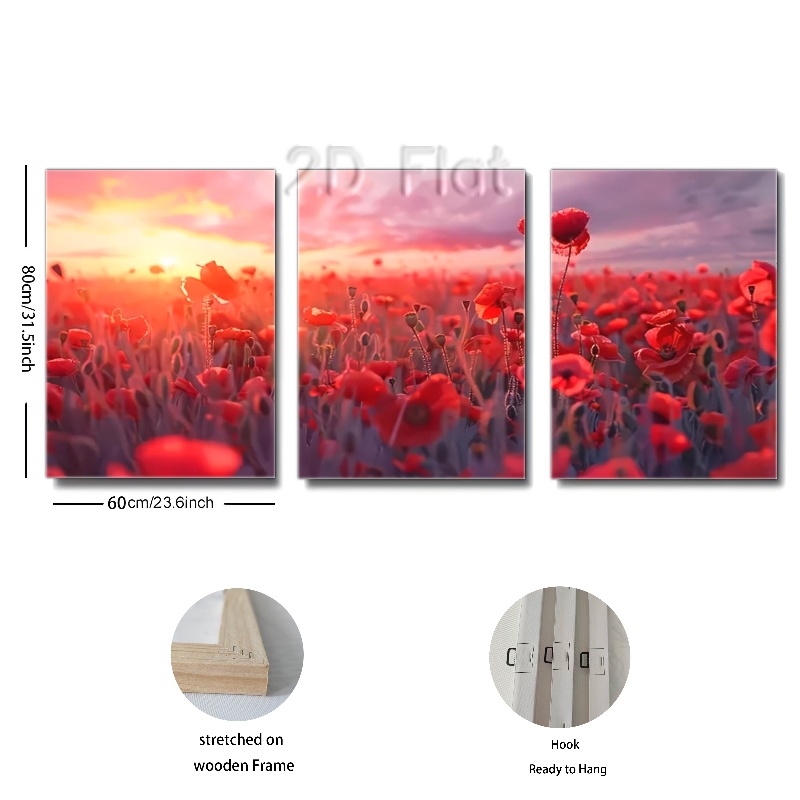 2D Flat
80cm/31.5inch
60cm/23.6inch
stretched on
wooden Frame
Hook
Ready to Hang